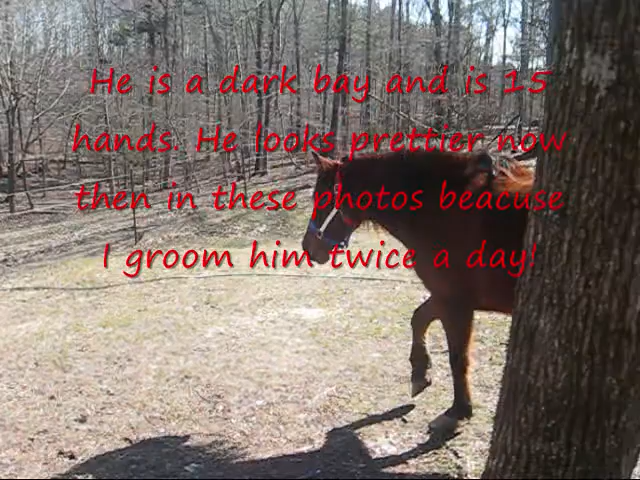 He is a dark bay and is 15
hands. He looks prettier now
then in these photos beacuse
I groom him twice a day!